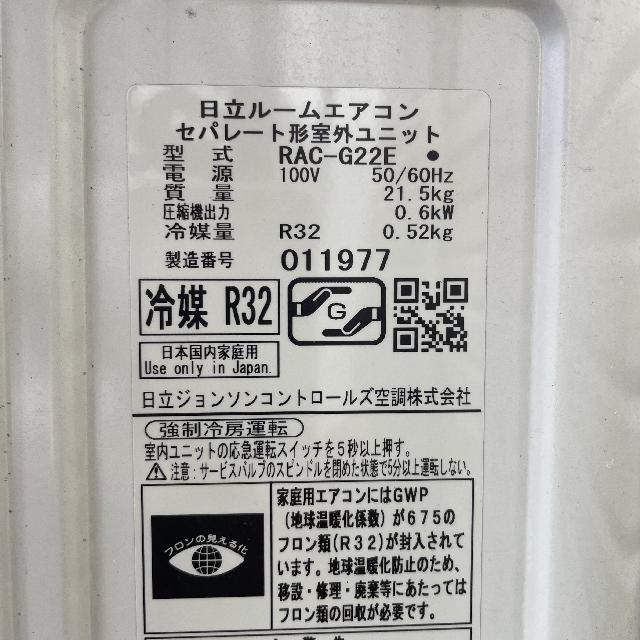 日立ルームエアコン
セパレート形室外ユニット
型式 RAC-G22E ●
電源 100V 50/60Hz
質量 21.5kg
圧縮機出力 0.6kW
冷媒量 R32 0.52kg
製造番号 011977
冷媒 R32
G
日本国内家庭用
Use only in Japan.
日立ジョンソンコントロールズ空調株式会社
強制冷房運転
室内ユニットの応急運転スイッチを5秒以上押す。
注意:サービスバルブのスピンドルを閉めた状態で5分以上運転しない。
フロンの見える化
家庭用エアコンにはGWP
(地球温暖化係数)が675の
フロン類(R32)が封入されて
います。地球温暖化防止のため、
移設・修理・廃棄等にあたっては
フロン類の回収が必要です。